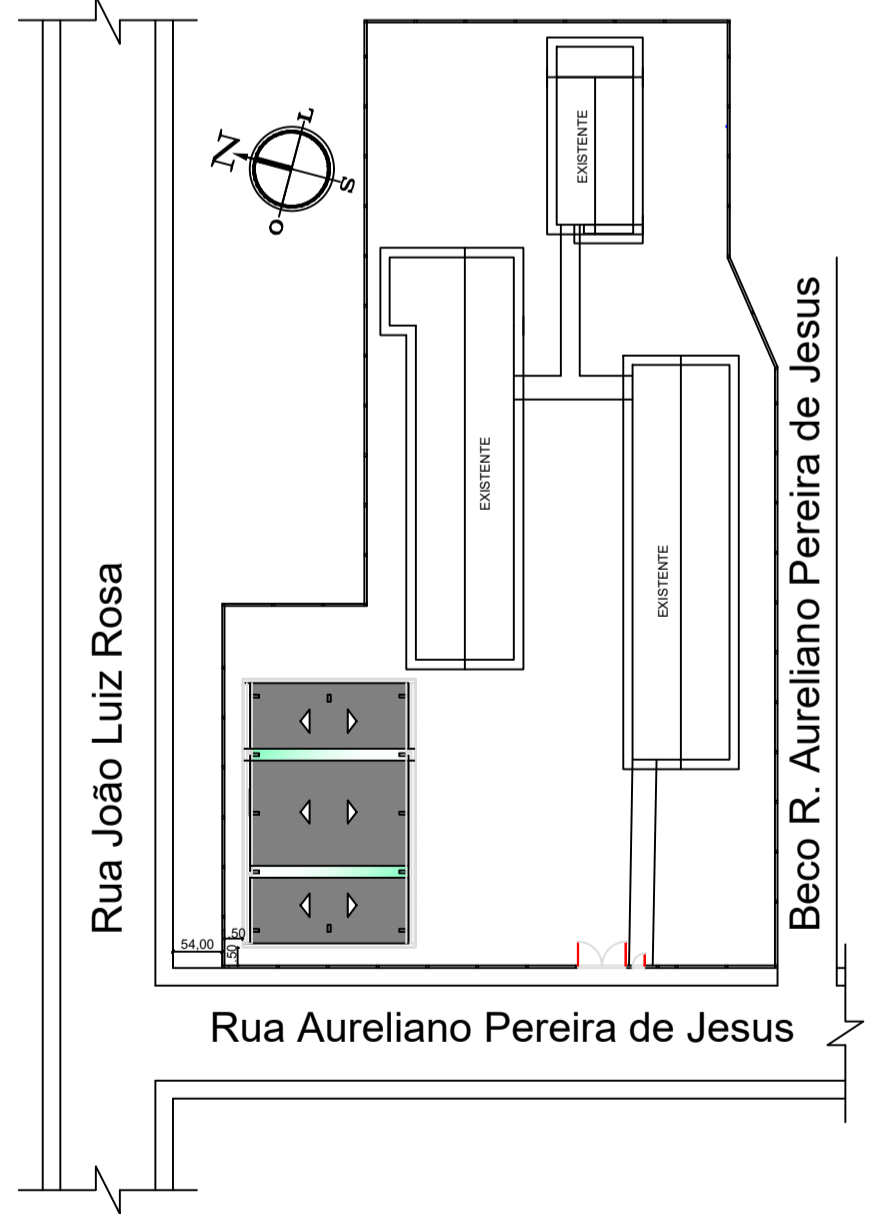 N
L
S
O
EXISTENTE
EXISTENTE
EXISTENTE
Rua João Luiz Rosa
Beco R. Aureliano Pereira de Jesus
54,00
,50
,50
Rua Aureliano Pereira de Jesus